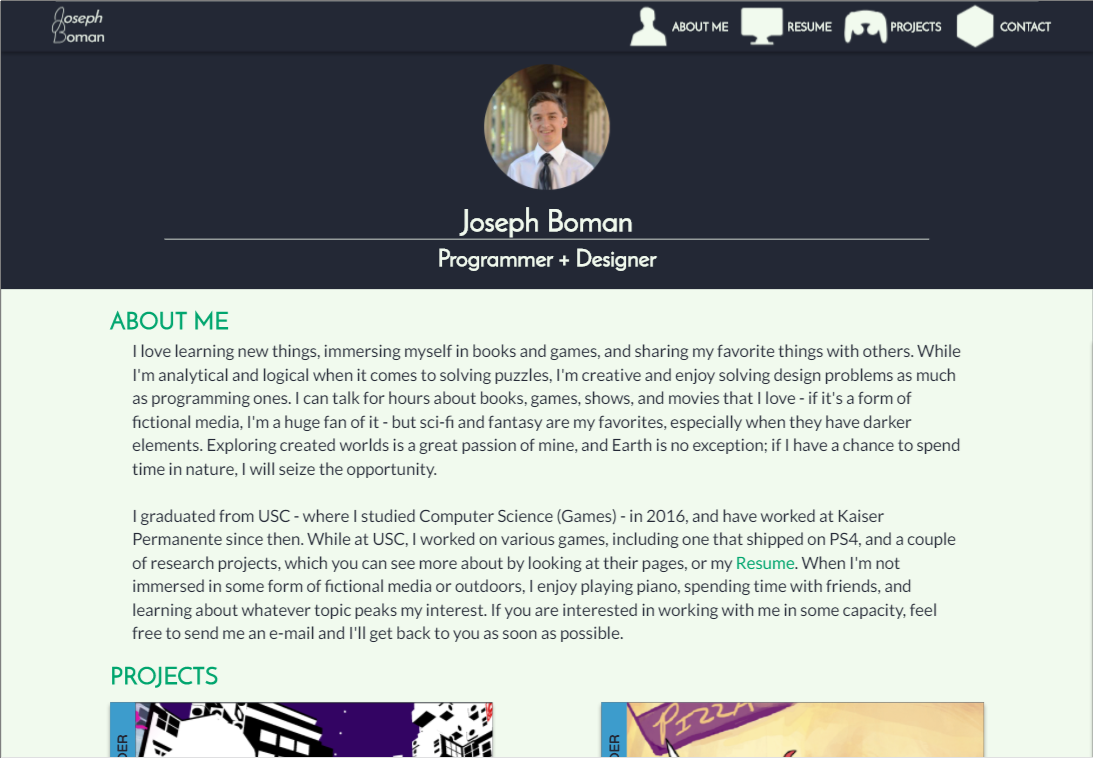 Joseph
Boman
ABOUT ME
RESUME
PROJECTS
CONTACT
Joseph Boman
Programmer + Designer
ABOUT ME
I love learning new things, immersing myself in books and games, and sharing my favorite things with others. While
I'm analytical and logical when it comes to solving puzzles, I'm creative and enjoy solving design problems as much
as programming ones. I can talk for hours about books, games, shows, and movies that I love - if it's a form of
fictional media, I'm a huge fan of it - but sci-fi and fantasy are my favorites, especially when they have darker
elements. Exploring created worlds is a great passion of mine, and Earth is no exception; if I have a chance to spend
time in nature, I will seize the opportunity.
I graduated from USC - where I studied Computer Science (Games) - in 2016, and have worked at Kaiser
Permanente since then. While at USC, I worked on various games, including one that shipped on PS4, and a couple
of research projects, which you can see more about by looking at their pages, or my Resume. When I'm not
immersed in some form of fictional media or outdoors, I enjoy playing piano, spending time with friends, and
learning about whatever topic peaks my interest. If you are interested in working with me in some capacity, feel
free to send me an e-mail and I'll get back to you as soon as possible.
PROJECTS
PIZZA